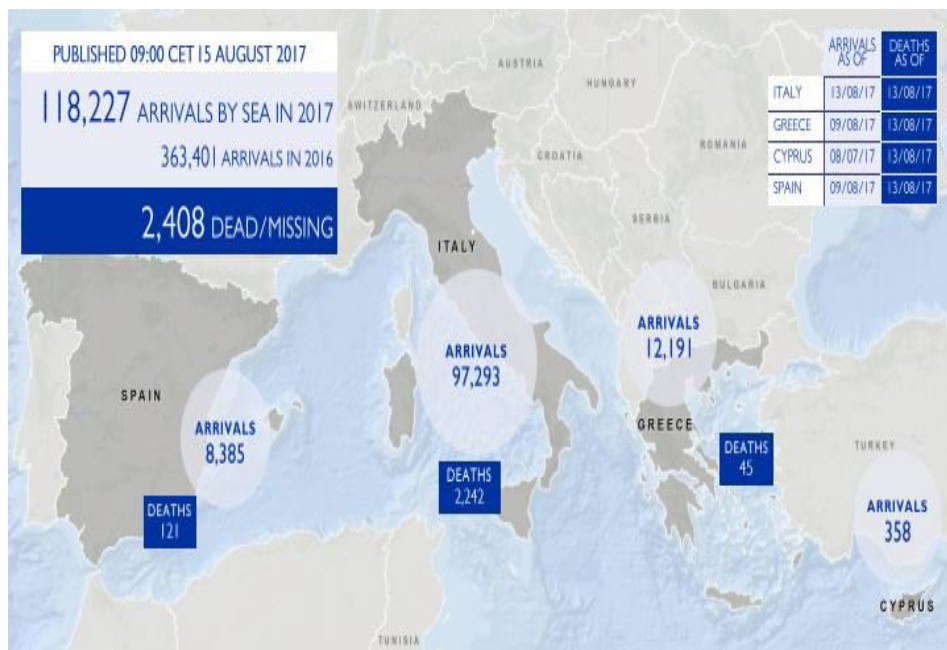 PUBLISHED 09:00 CET 15 AUGUST 2017
118,227 ARRIVALS BY SEA IN 2017
363,401 ARRIVALS IN 2016
2,408 DEAD/MISSING
ARRIVALS AS OF DEATHS AS OF
ITALY 13/08/17 13/08/17
GREECE 09/08/17 13/08/17
CYPRUS 08/07/17 13/08/17
SPAIN 09/08/17 13/08/17
AUSTRIA
HUNGARY
SWITZERLAND
ROMANIA
CROATIA
SERBIA
ITALY
BULGARIA
ARRIVALS
12,191
ARRIVALS
97,293
SPAIN
GREECE
ARRIVALS
8,385
DEATHS
45
TURKEY
DEATHS
2,242
DEATHS
121
ARRIVALS
358
CYPRUS
TUNISIA